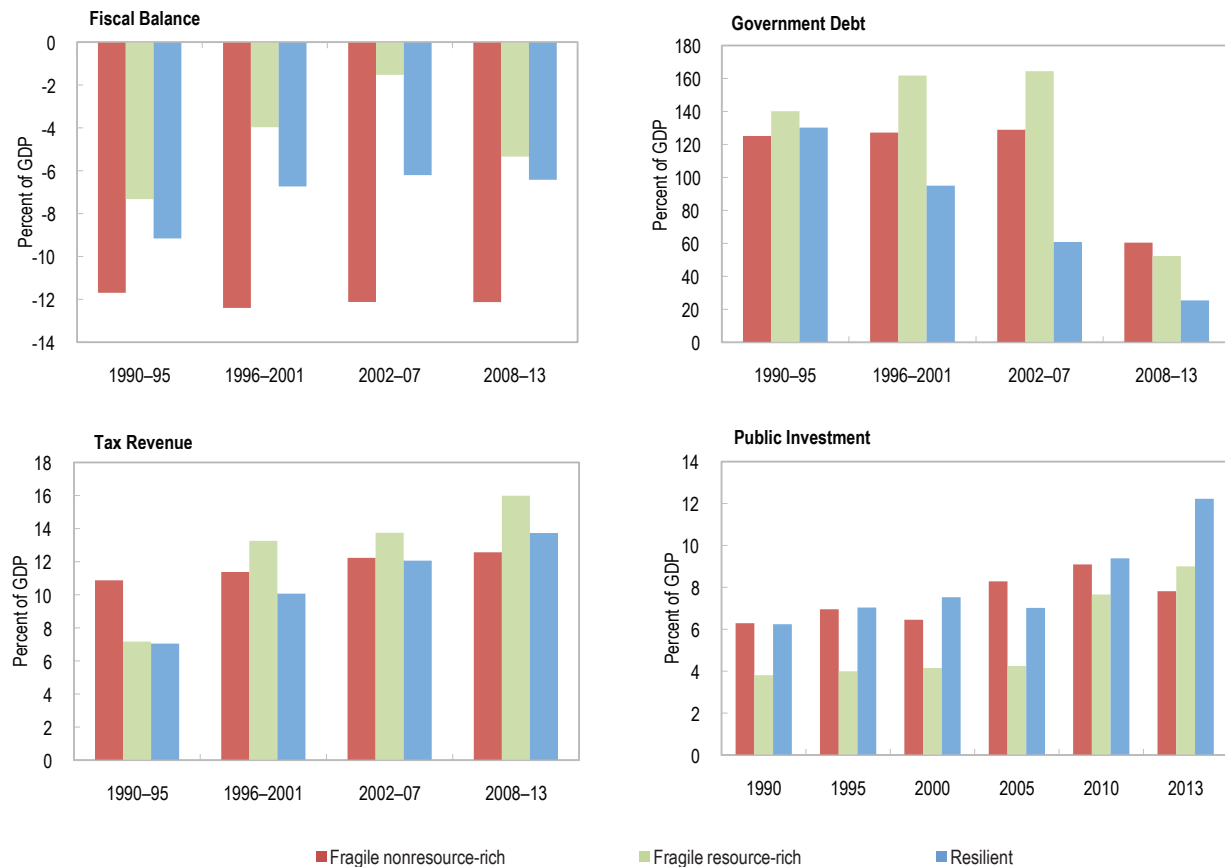 Fiscal Balance
Percent of GDP
0
-2
-4
-6
-8
-10
-12
-14
1990–95 1996–2001 2002–07 2008–13
Government Debt
Percent of GDP
180
160
140
120
100
80
60
40
20
0
1990–95 1996–2001 2002–07 2008–13
Tax Revenue
Percent of GDP
18
16
14
12
10
8
6
4
2
0
1990–95 1996–2001 2002–07 2008–13
Public Investment
Percent of GDP
14
12
10
8
6
4
2
0
1990 1995 2000 2005 2010 2013
Fragile nonresource-rich Fragile resource-rich Resilient